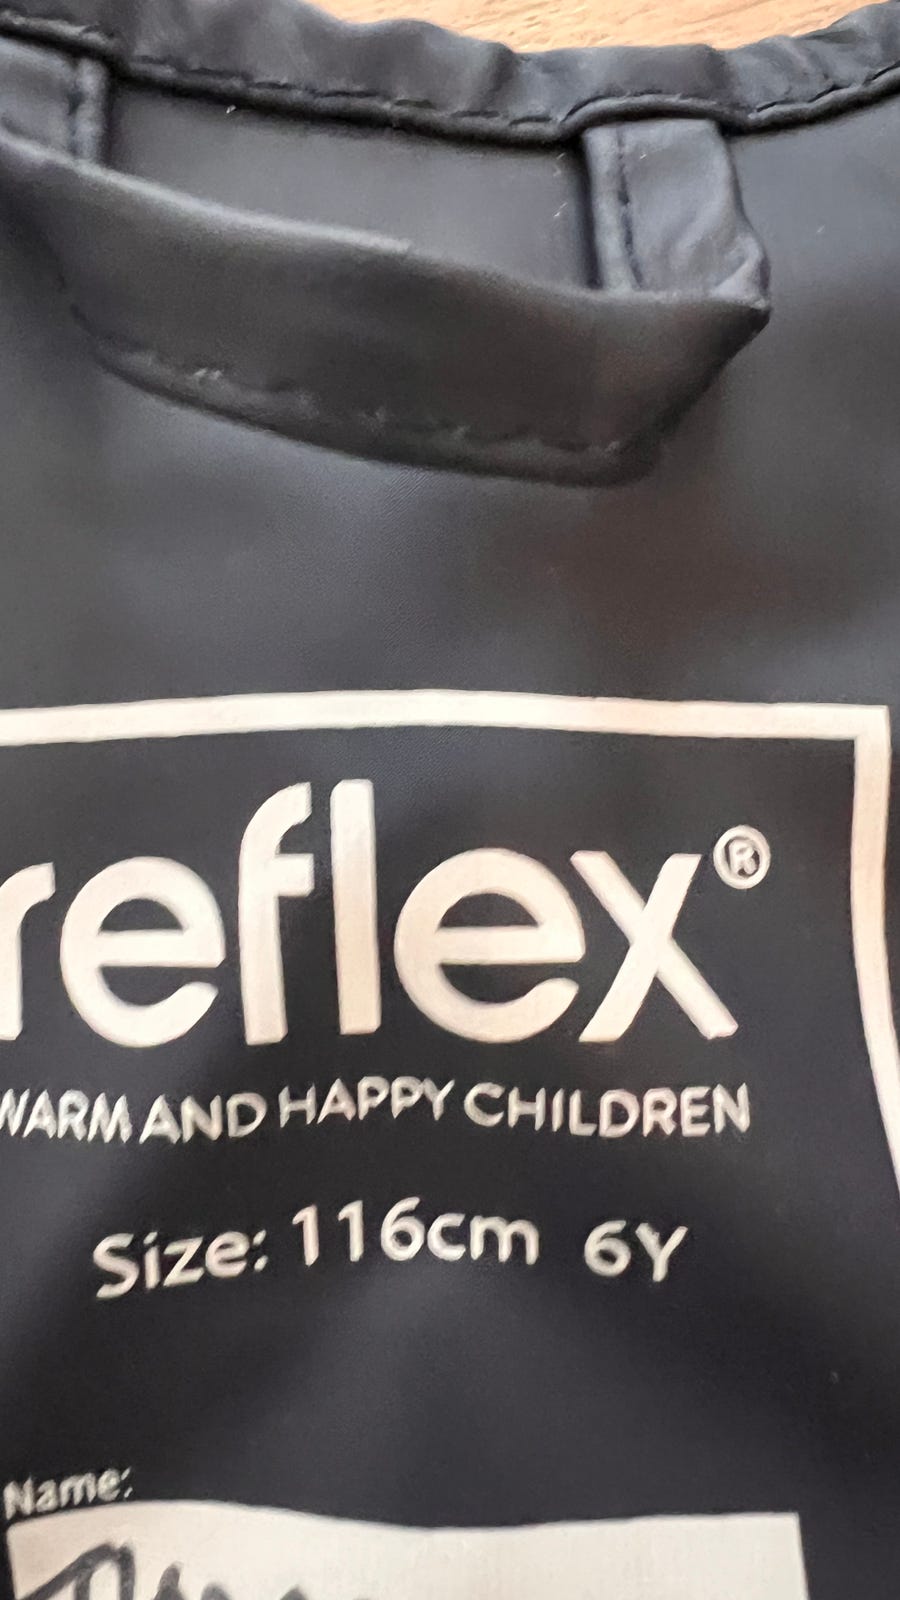 reflex®
WARM AND HAPPY CHILDREN
Size: 116cm 6Y
Name: